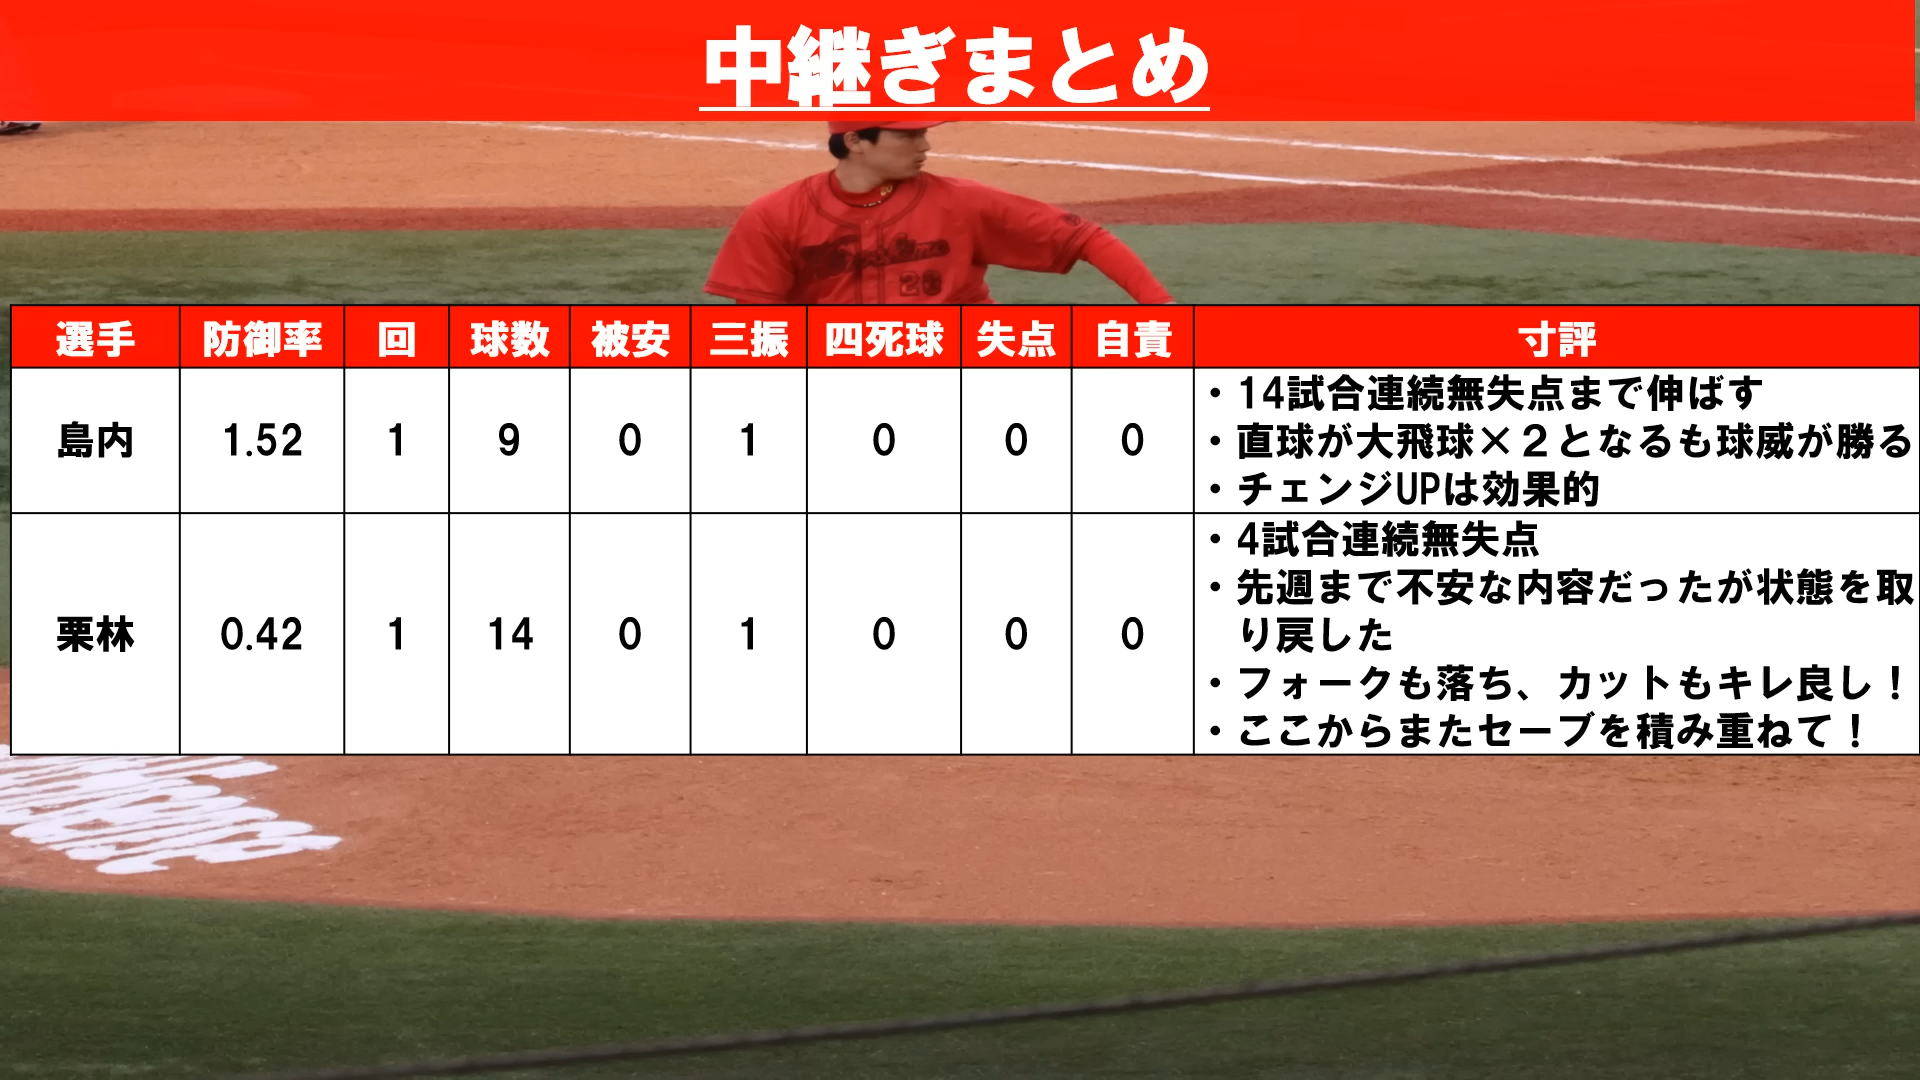 中継ぎまとめ
Hiroshima
20
選手 防御率 回 球数 被安 三振 四死球 失点 自責 寸評
島内 1.52 1 9 0 1 0 0 0
・14試合連続無失点まで伸ばす
・直球が大飛球×２となるも球威が勝る
・チェンジUPは効果的
栗林 0.42 1 14 0 1 0 0 0
・4試合連続無失点
・先週まで不安な内容だったが状態を取
り戻した
・フォークも落ち、カットもキレ良し！
・ここからまたセーブを積み重ねて！